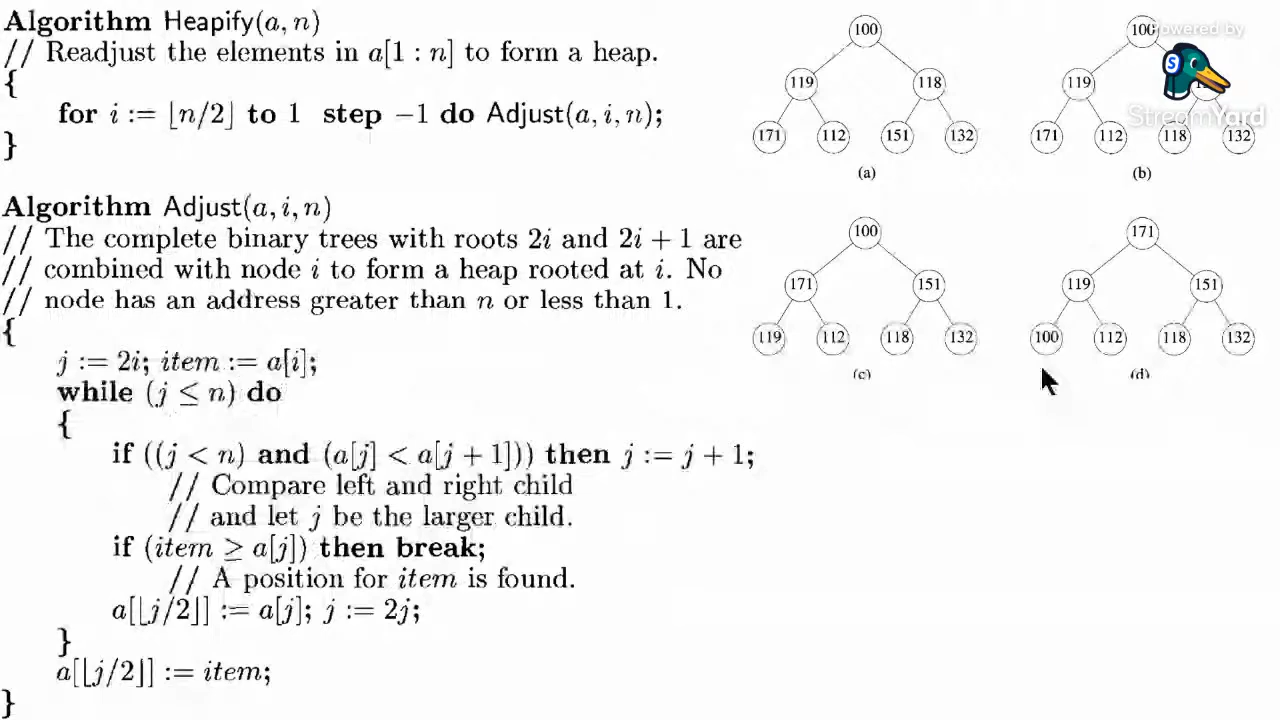 Algorithm Heapify(a, n)
// Readjust the elements in a[1 : n] to form a heap.
{
for i := ⌊n/2⌋ to 1 step −1 do Adjust(a, i, n);
}
Algorithm Adjust(a, i, n)
// The complete binary trees with roots 2i and 2i + 1 are
// combined with node i to form a heap rooted at i. No
// node has an address greater than n or less than 1.
{
j := 2i; item := a[i];
while (j ≤ n) do
{
if ((j < n) and (a[j] < a[j + 1])) then j := j + 1;
// Compare left and right child
// and let j be the larger child.
if (item ≥ a[j]) then break;
// A position for item is found.
a[⌊j/2⌋] := a[j]; j := 2j;
}
a[⌊j/2⌋] := item;
}
100
119 118
171 112 151 132
(a)
100
119
171 112 118 132
(b)
Powered by
S
StreamYard
100
171 151
119 112 118 132
(c)
171
119 151
100 112 118 132
(d)